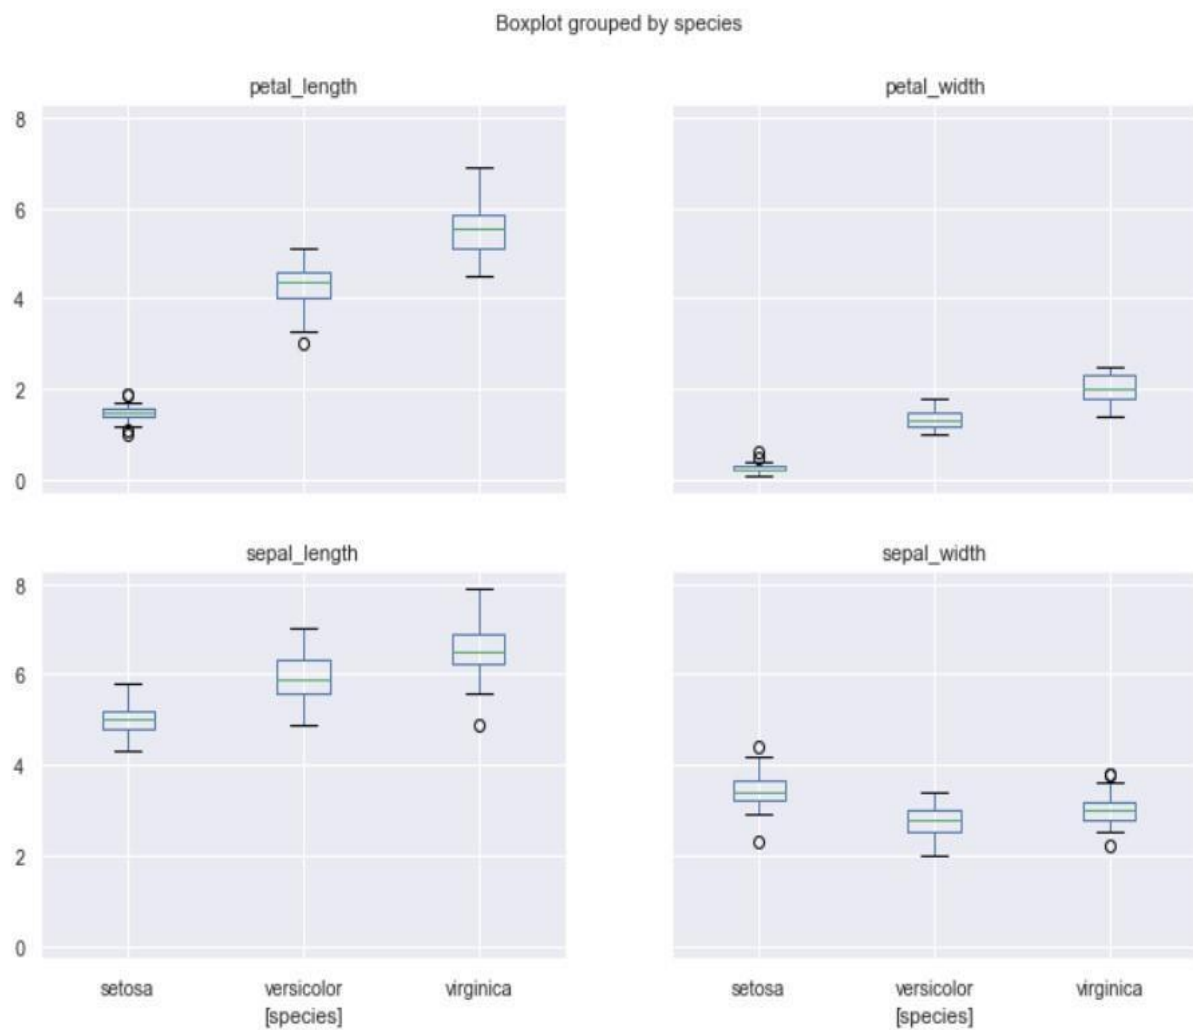 Boxplot grouped by species
petal_length
petal_width
8
6
4
2
0
sepal_length
sepal_width
8
6
4
2
0
setosa versicolor virginica
[species]
setosa versicolor virginica
[species]